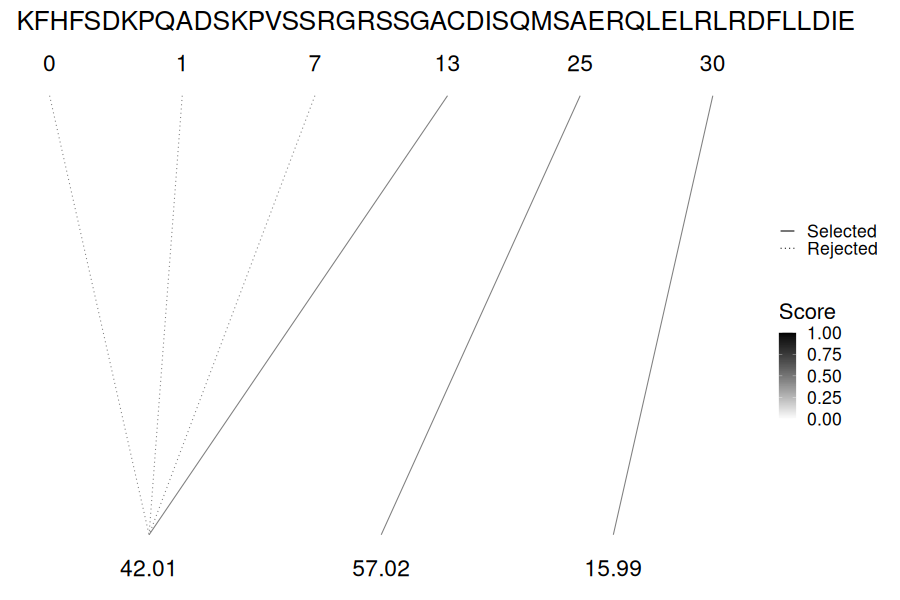 KFHFSDKPQADSKPVSSRGRSSGACDISQMSAERQLELRLRDFLLDIE
0 1 7 13 25 30
Selected
Rejected
Score
1.00
0.75
0.50
0.25
0.00
42.01 57.02 15.99